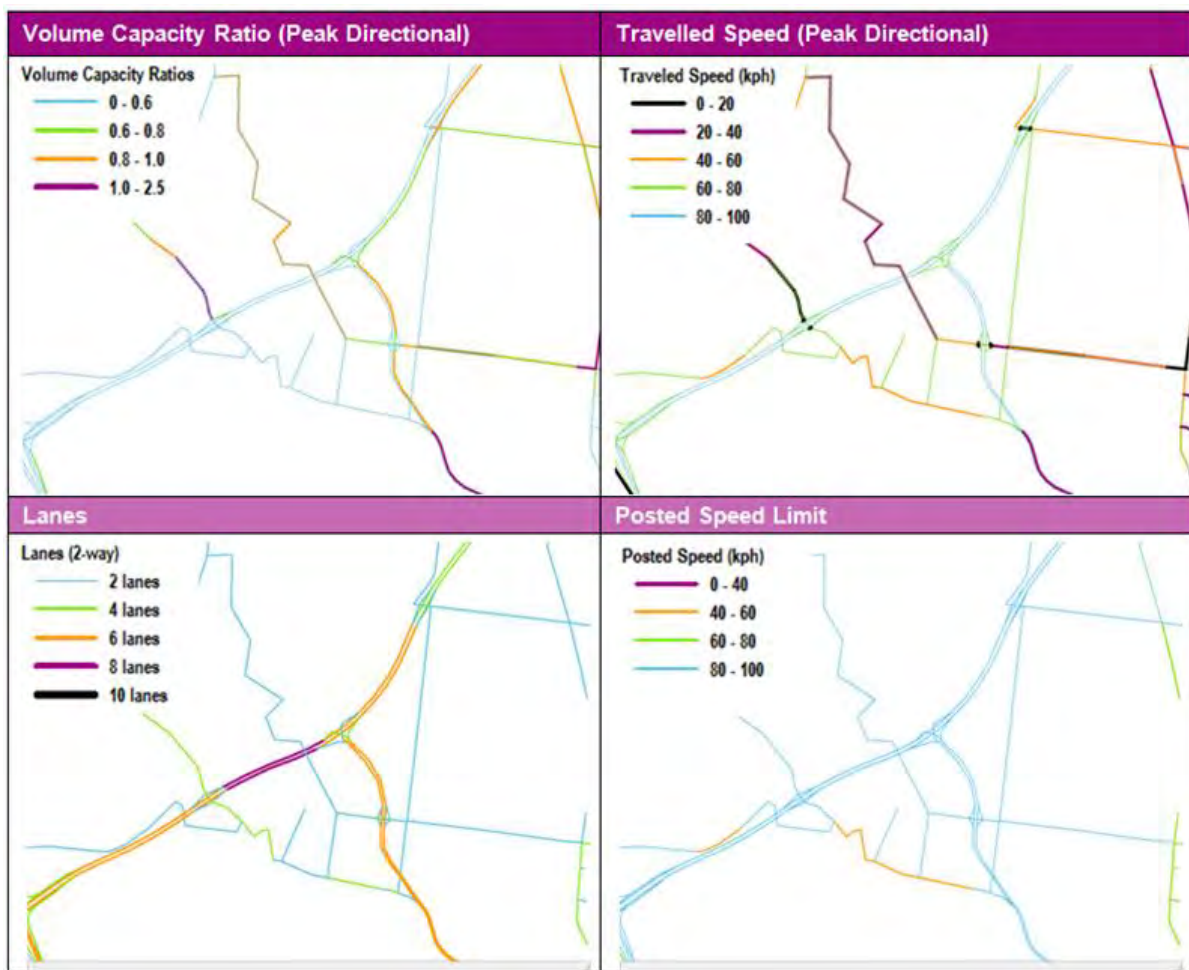 Volume Capacity Ratio (Peak Directional)
Volume Capacity Ratios
0 - 0.6
0.6 - 0.8
0.8 - 1.0
1.0 - 2.5
Travelled Speed (Peak Directional)
Traveled Speed (kph)
0 - 20
20 - 40
40 - 60
60 - 80
80 - 100
Lanes
Lanes (2-way)
2 lanes
4 lanes
6 lanes
8 lanes
10 lanes
Posted Speed Limit
Posted Speed (kph)
0 - 40
40 - 60
60 - 80
80 - 100